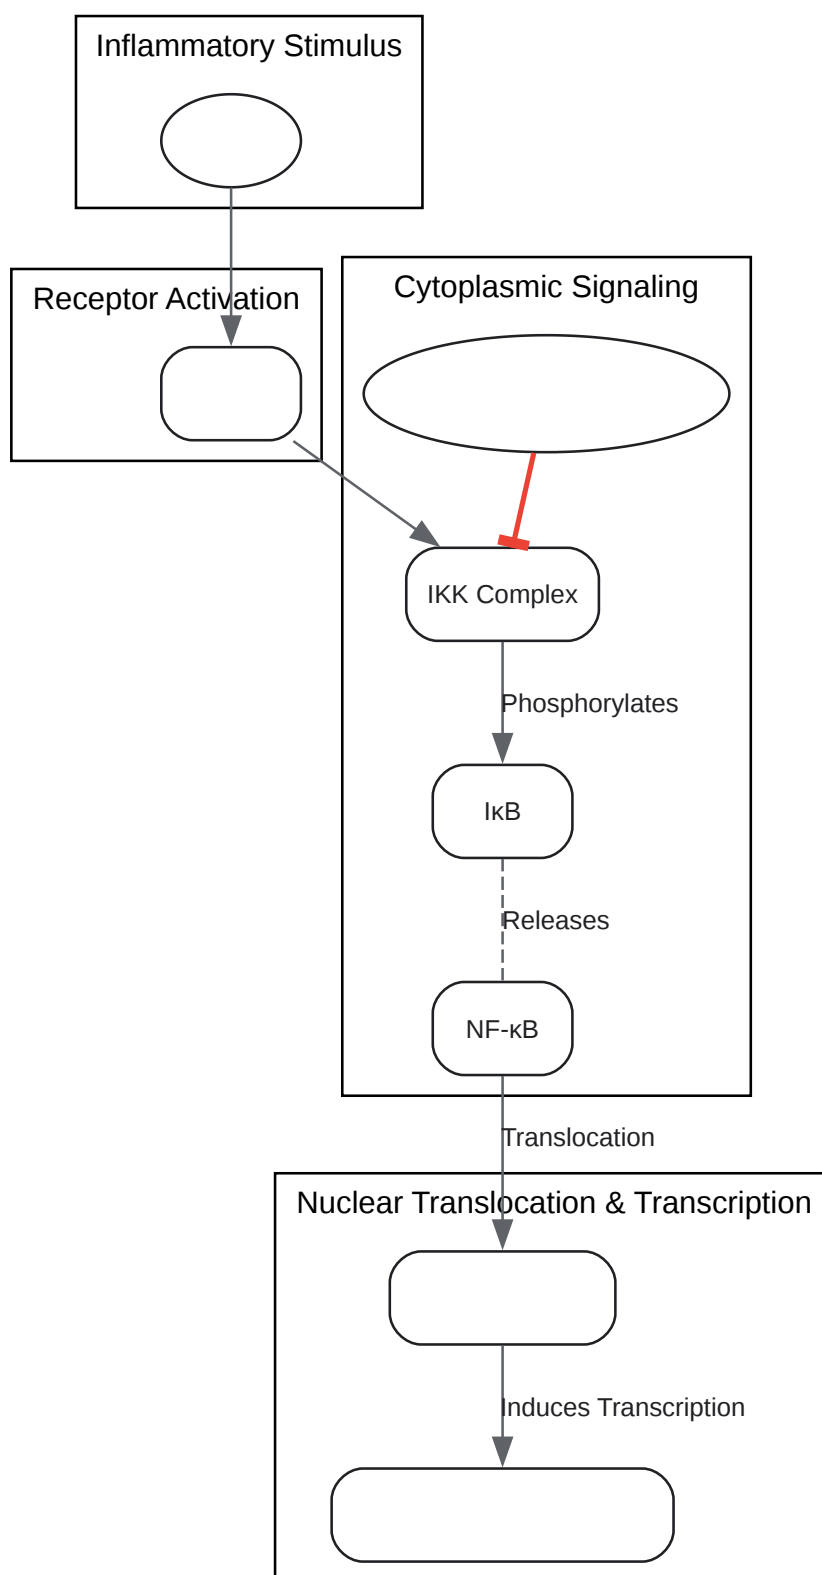 Inflammatory Stimulus
Receptor Activation
Cytoplasmic Signaling
IKK Complex
Phosphorylates
IκB
Releases
NF-κB
Translocation
Nuclear Translocation & Transcription
Induces Transcription